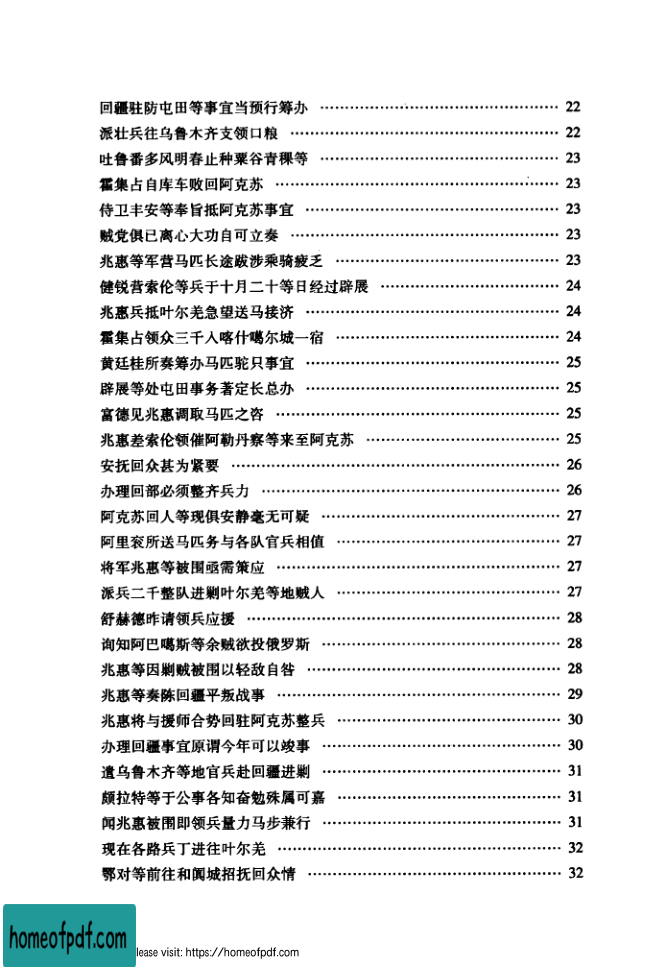 回疆驻防屯田等事宜当预行筹办 …………………………………………… 22
派壮兵往乌鲁木齐支领口粮 …………………………………………… 22
吐鲁番多风明春止种粟谷青稞等 …………………………………………… 23
霍集占自库车败回阿克苏 …………………………………………… 23
侍卫丰安等奉旨抵阿克苏事宜 …………………………………………… 23
贼党俱已离心大功自可立奏 …………………………………………… 23
兆惠等军营马匹长途跋涉乘骑疲乏 …………………………………………… 23
健锐营索伦等兵于十月二十等日经过辟展 …………………………………………… 24
兆惠兵抵叶尔羌急望送马接济 …………………………………………… 24
霍集占领众三千入喀什噶尔城一宿 …………………………………………… 24
黄廷桂所奏筹办马匹驼只事宜 …………………………………………… 25
辟展等处屯田事务著定长总办 …………………………………………… 25
富德见兆惠调取马匹之咨 …………………………………………… 25
兆惠差索伦领催阿勒丹察等来至阿克苏 …………………………………………… 25
安抚回众甚为紧要 …………………………………………… 26
办理回部必须整齐兵力 …………………………………………… 26
阿克苏回人等现俱安静毫无可疑 …………………………………………… 27
阿里衮所送马匹务与各队官兵相值 …………………………………………… 27
将军兆惠等被围亟需策应 …………………………………………… 27
派兵二千整队进剿叶尔羌等地贼人 …………………………………………… 27
舒赫德昨请领兵应援 …………………………………………… 28
询知阿巴噶斯等余贼欲投俄罗斯 …………………………………………… 28
兆惠等因剿贼被围以轻敌自咎 …………………………………………… 28
兆惠等奏陈回疆平叛战事 …………………………………………… 29
兆惠将与援师合势回驻阿克苏整兵 …………………………………………… 30
办理回疆事宜原谓今年可以竣事 …………………………………………… 30
遣乌鲁木齐等地官兵赴回疆进剿 …………………………………………… 31
颇拉特等于公事各知奋勉殊属可嘉 …………………………………………… 31
闻兆惠被围即领兵量力马步兼行 …………………………………………… 31
现在各路兵丁进往叶尔羌 …………………………………………… 32
鄂对等前往和阗城招抚回众情 …………………………………………… 32
homeofpdf.com
lease visit: https://homeofpdf.com